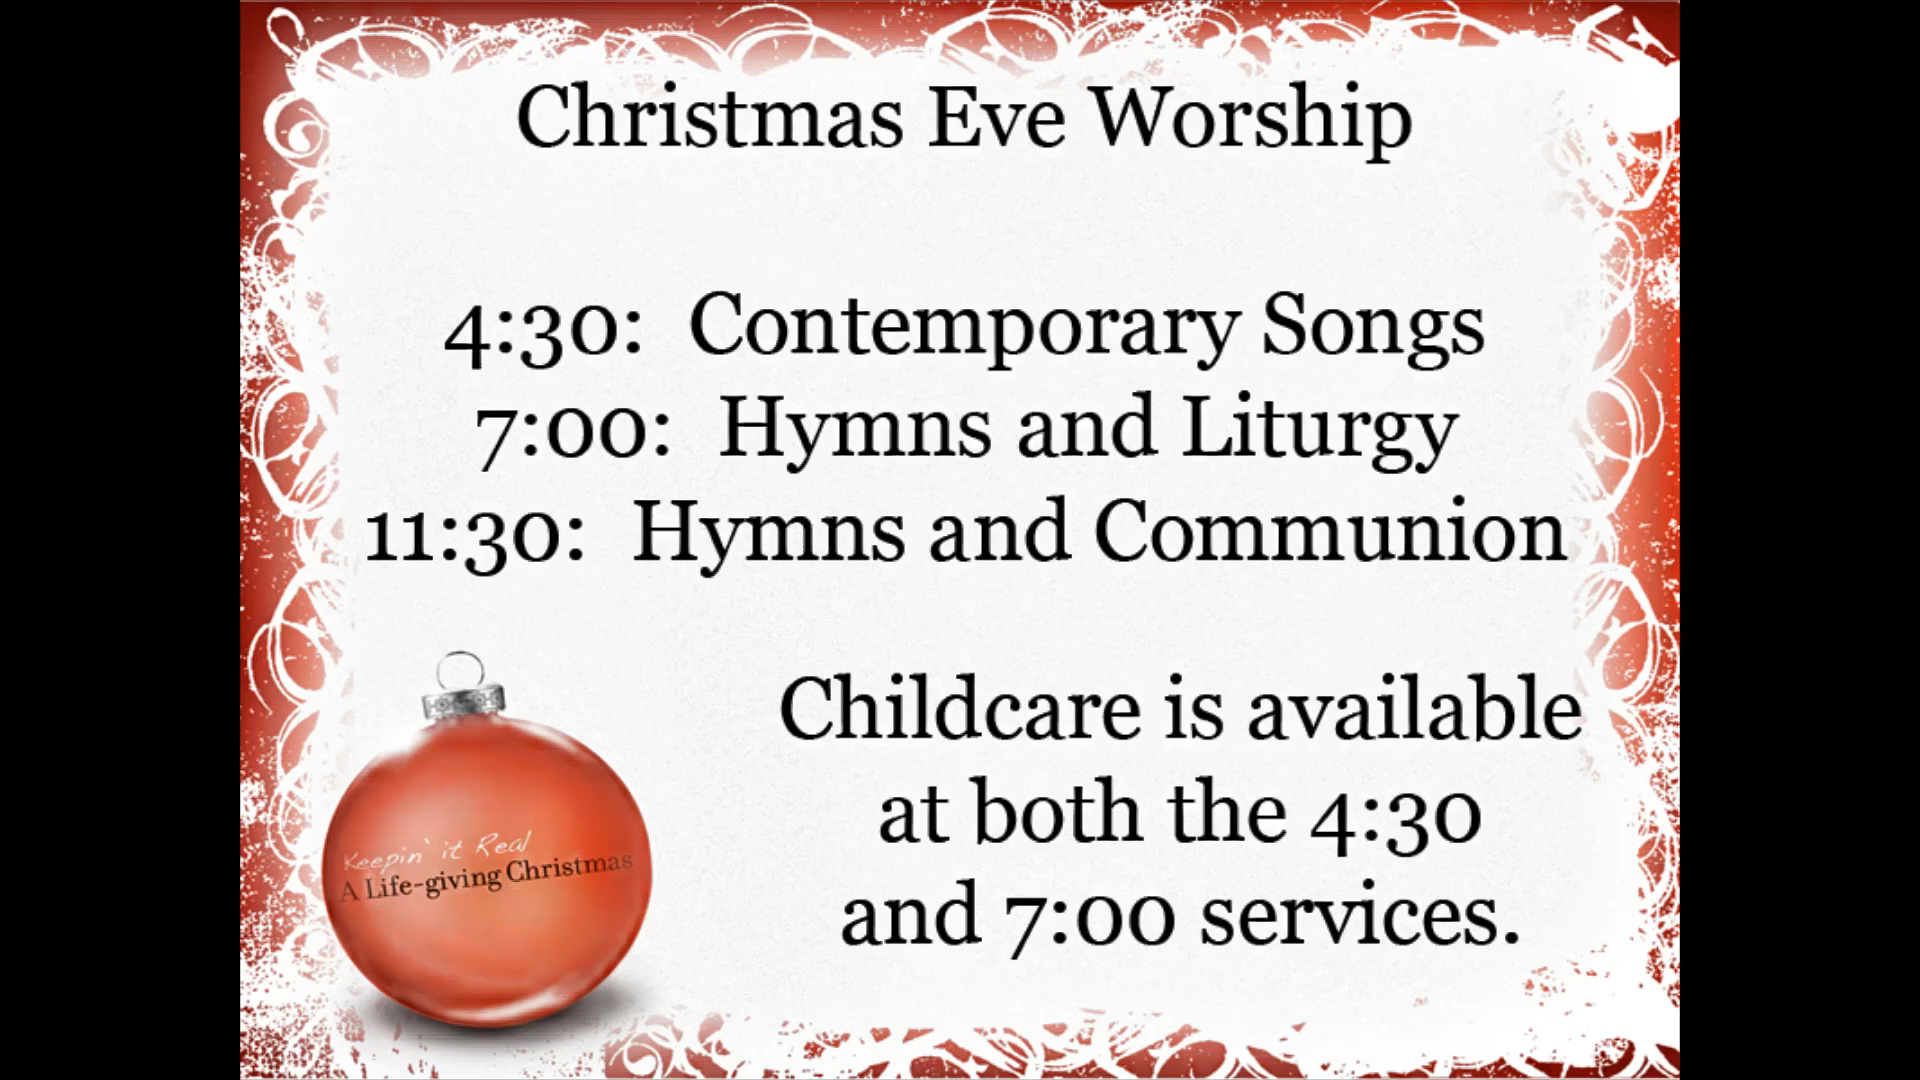 Christmas Eve Worship
4:30: Contemporary Songs
7:00: Hymns and Liturgy
11:30: Hymns and Communion
Childcare is available
at both the 4:30
and 7:00 services.
Keepin' it Real
A Life-giving Christmas